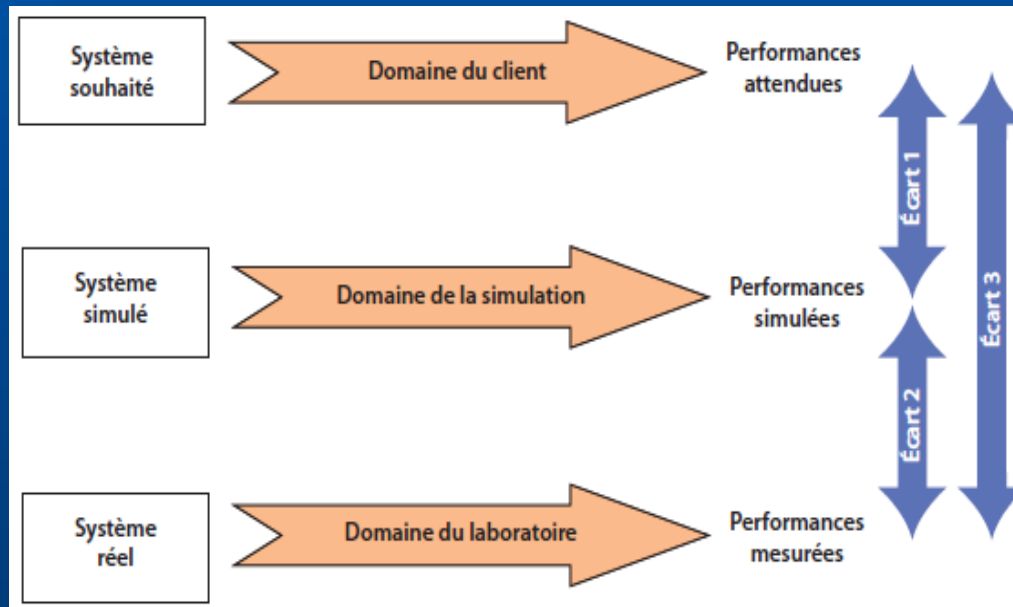 Système
souhaité
Domaine du client
Performances
attendues
Écart 1
Système
simulé
Domaine de la simulation
Performances
simulées
Écart 3
Écart 2
Système
réel
Domaine du laboratoire
Performances
mesurées